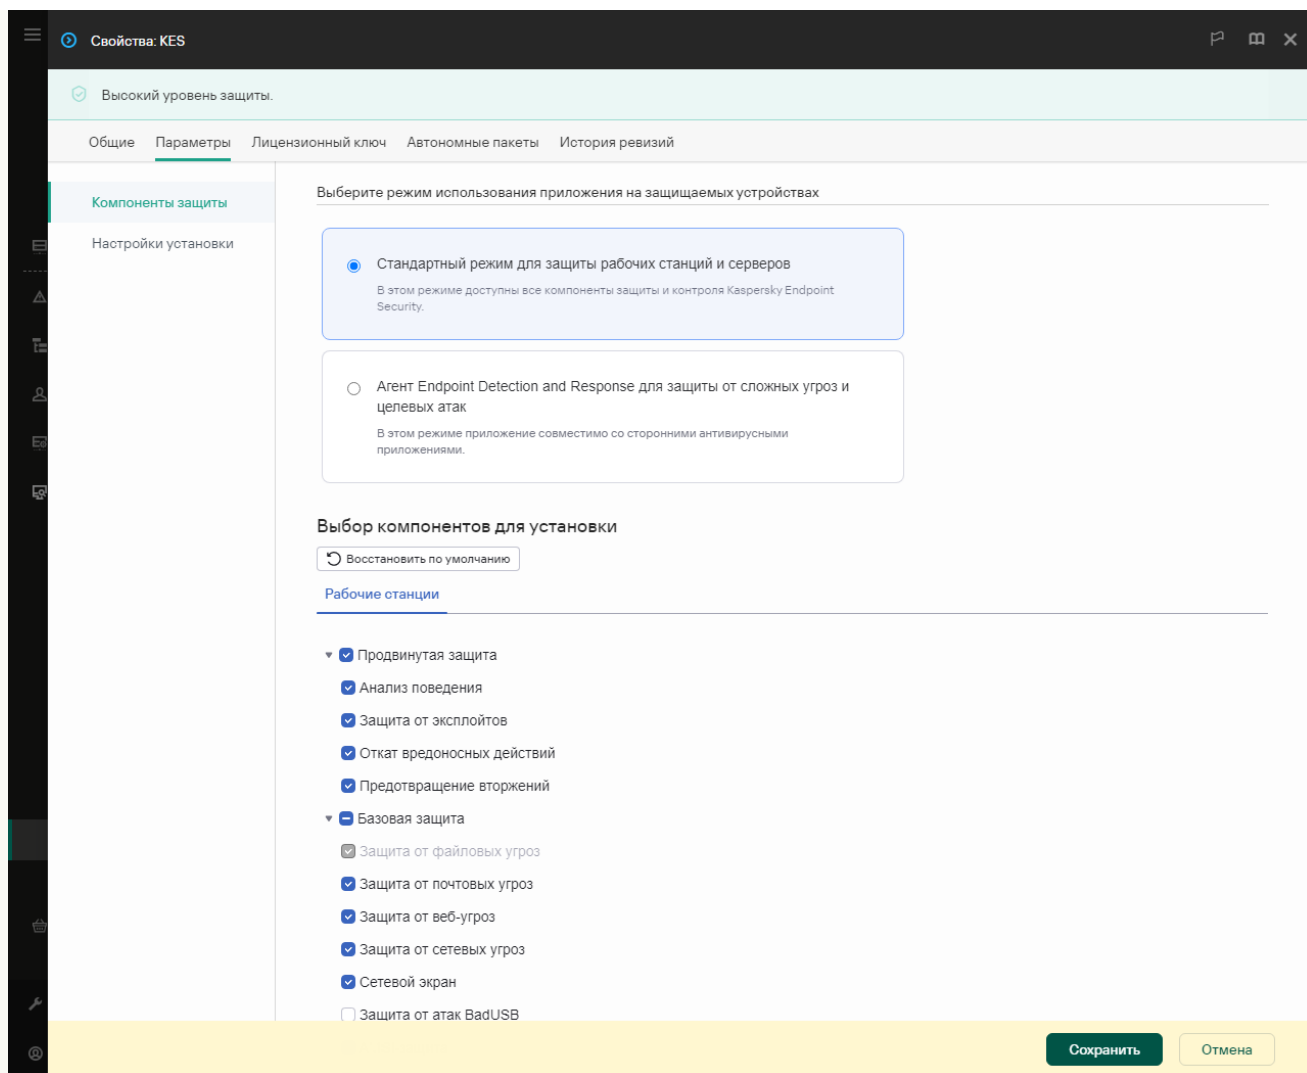 Свойства: KES
Высокий уровень защиты.
Общие Параметры Лицензионный ключ Автономные пакеты История ревизий
Компоненты защиты
Настройки установки
Выберите режим использования приложения на защищаемых устройствах
Стандартный режим для защиты рабочих станций и серверов
В этом режиме доступны все компоненты защиты и контроля Kaspersky Endpoint
Security.
Агент Endpoint Detection and Response для защиты от сложных угроз и
целевых атак
В этом режиме приложение совместимо со сторонними антивирусными
приложениями.
Выбор компонентов для установки
Восстановить по умолчанию
Рабочие станции
Продвинутая защита
Анализ поведения
Защита от эксплойтов
Откат вредоносных действий
Предотвращение вторжений
Базовая защита
Защита от файловых угроз
Защита от почтовых угроз
Защита от веб-угроз
Защита от сетевых угроз
Сетевой экран
Защита от атак BadUSB
Сохранить Отмена